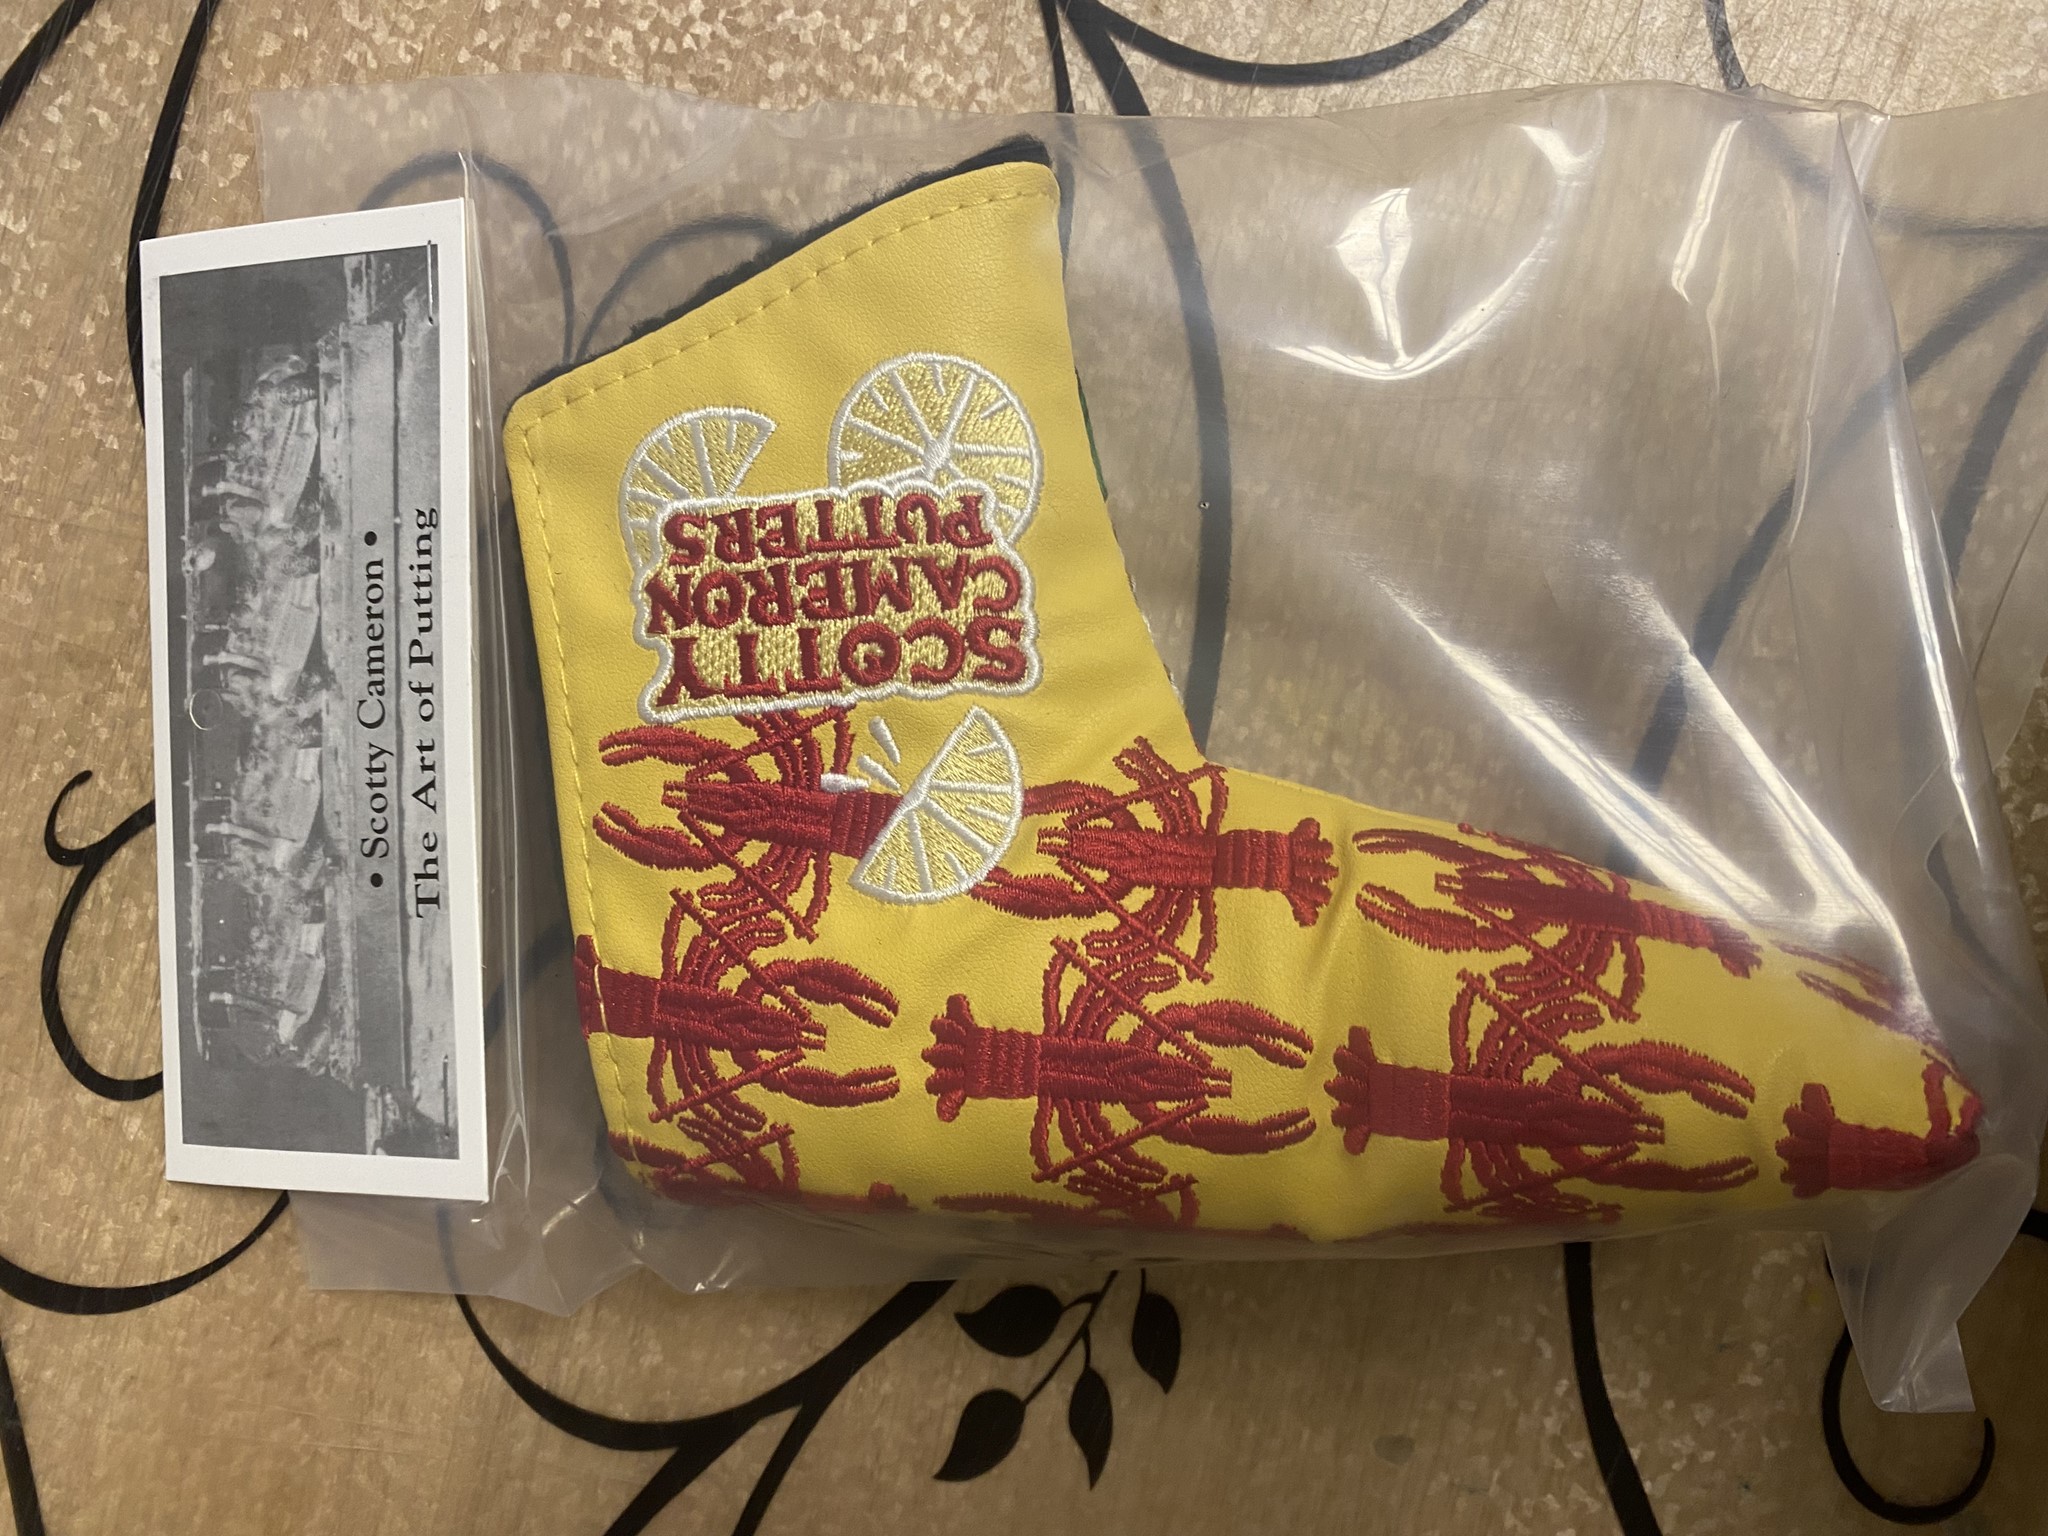 • Scotty Cameron •
The Art of Putting
SCOTTY
CAMERON
PUTTERS